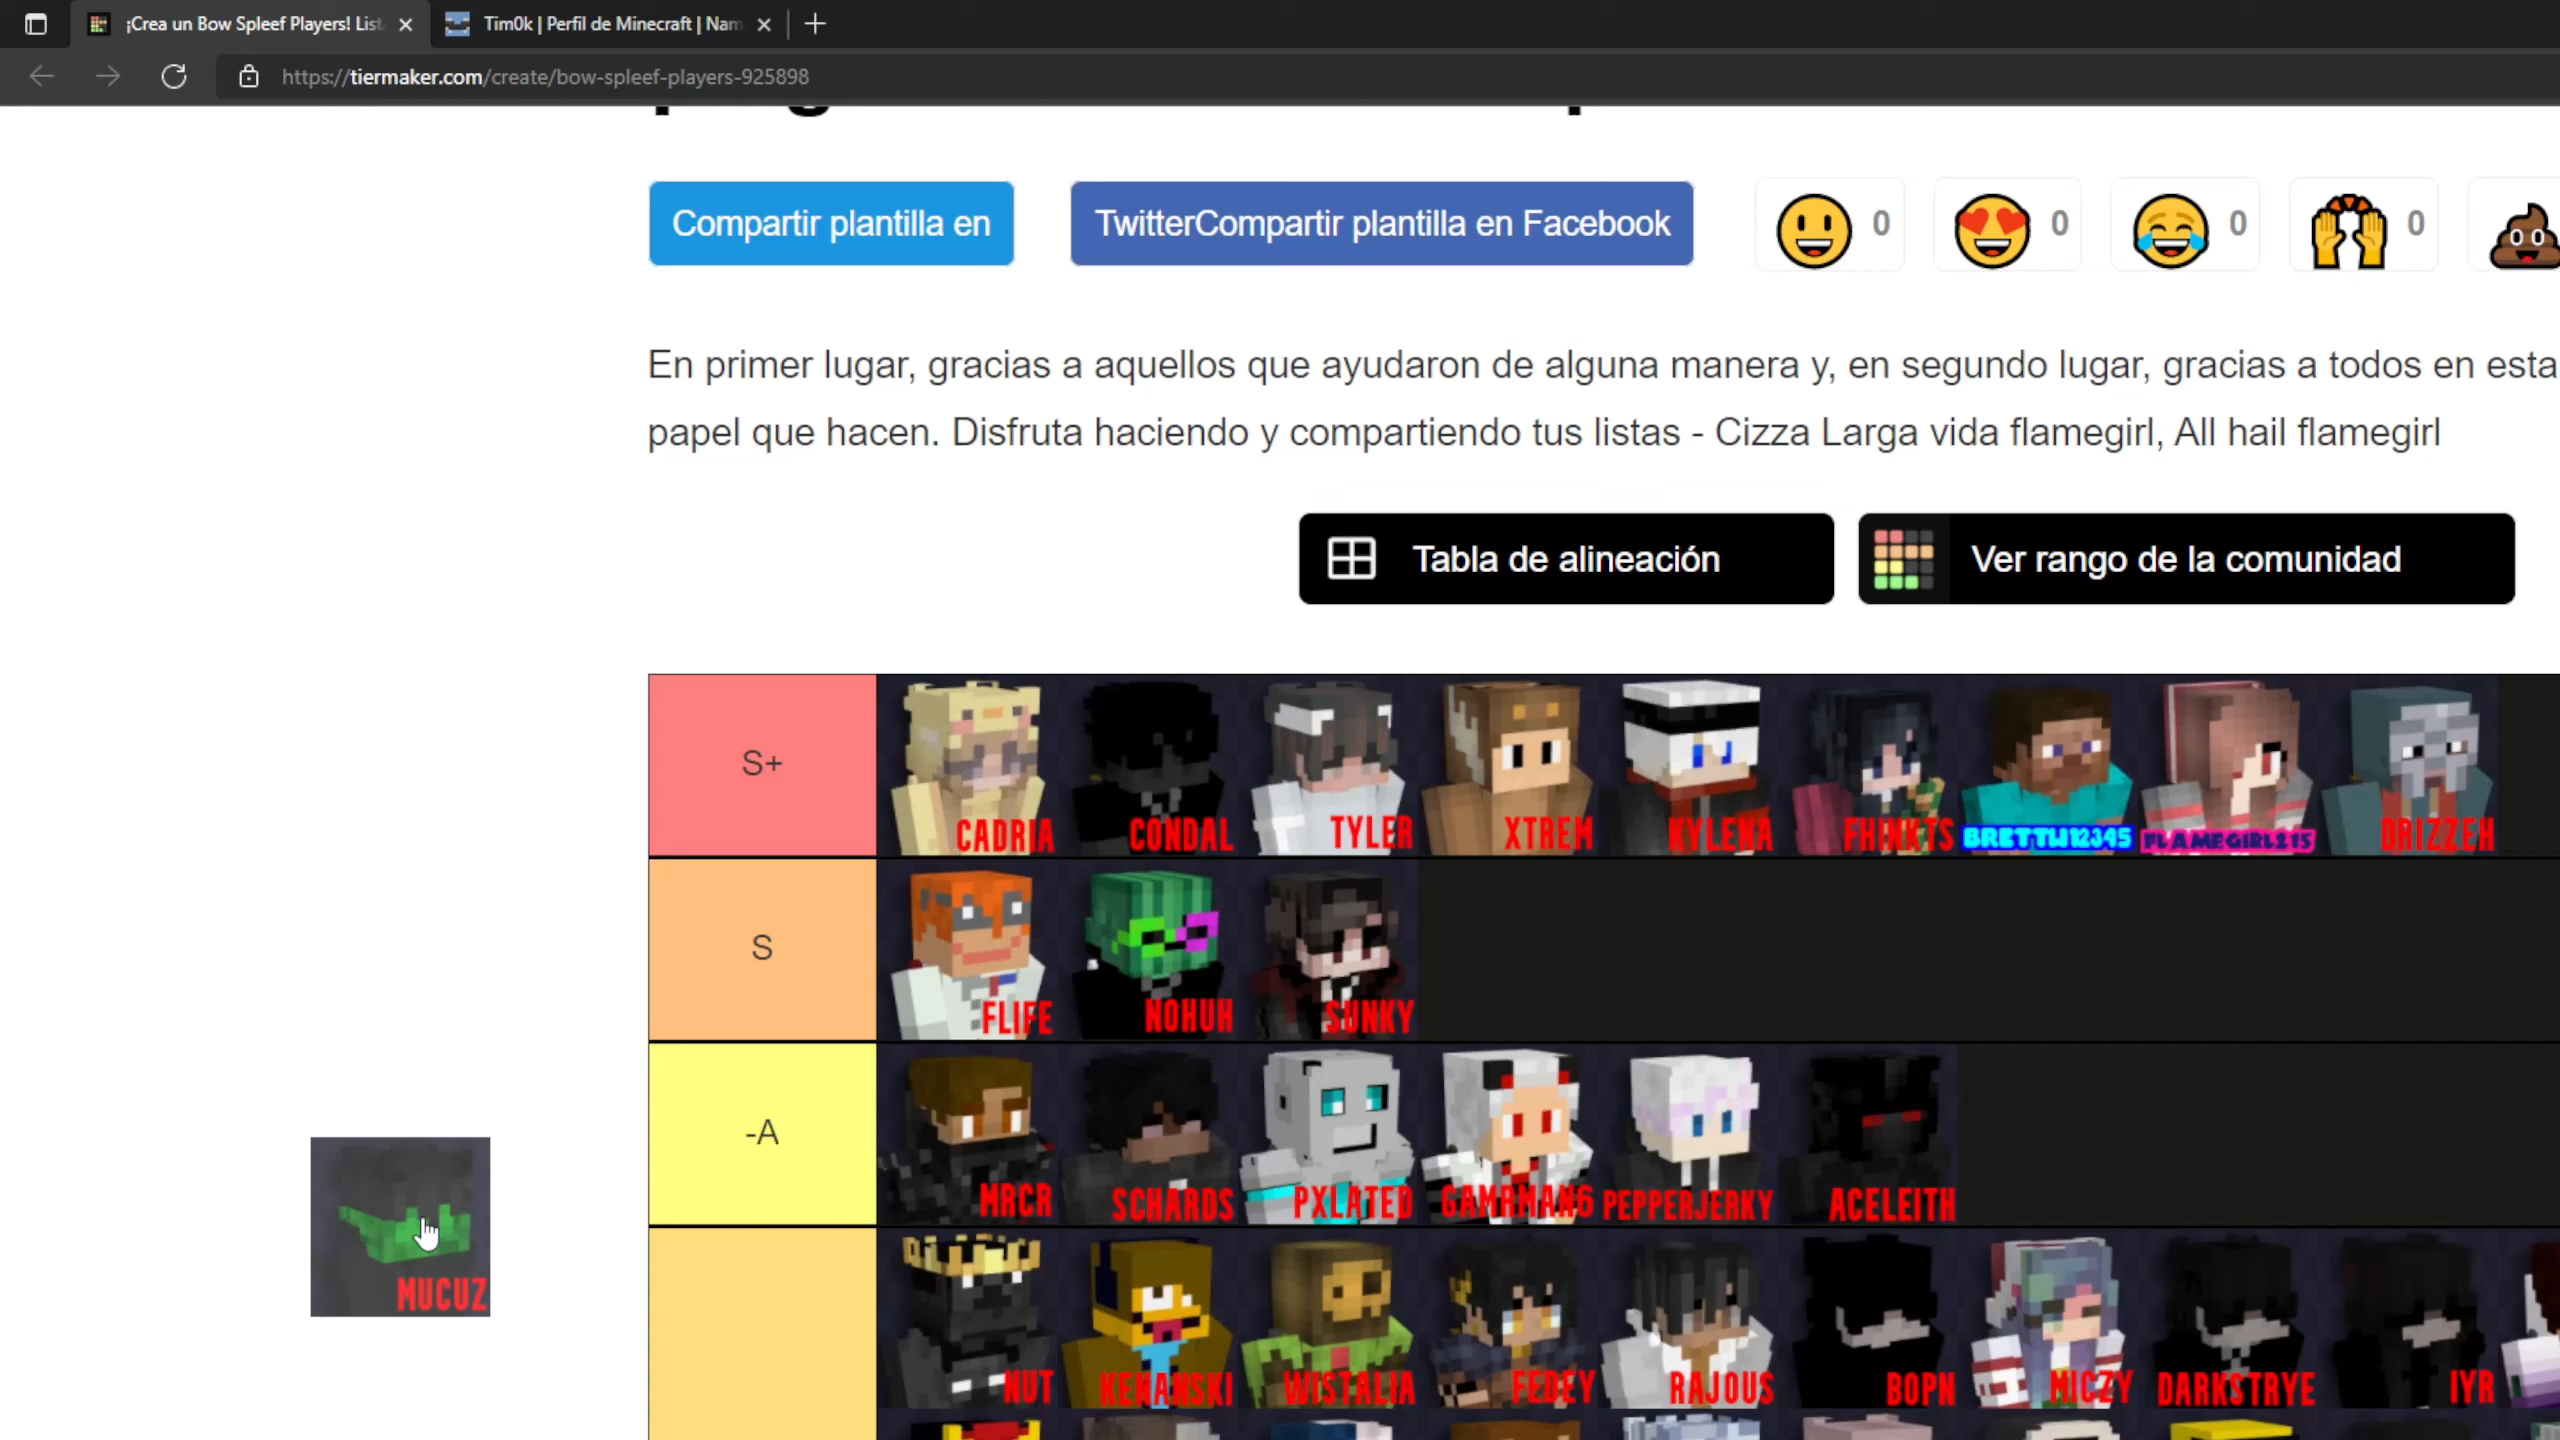 ¡Crea un Bow Spleef Players! List
Tim0k | Perfil de Minecraft | Nam
https://tiermaker.com/create/bow-spleef-players-925898
Compartir plantilla en
TwitterCompartir plantilla en Facebook
0
0
0
0
En primer lugar, gracias a aquellos que ayudaron de alguna manera y, en segundo lugar, gracias a todos en esta
papel que hacen. Disfruta haciendo y compartiendo tus listas - Cizza Larga vida flamegirl, All hail flamegirl
Tabla de alineación
Ver rango de la comunidad
S+
CADRIA
CONDAL
TYLER
XTREM
KYLENA
FHINKTS
BRETTW12345
FLAMEGIRL215
DRIZZEH
S
FLIFE
NOHUH
SUNKY
-A
MRCR
SCHARDS
PXLATED
GAMRMAN6
PEPPERJERKY
ACELEITH
MUCUZ
NUT
KENANSKI
WISTALIA
FEDEY
RAJOUS
BOPN
MICZY
DARKSTRYE
IYR